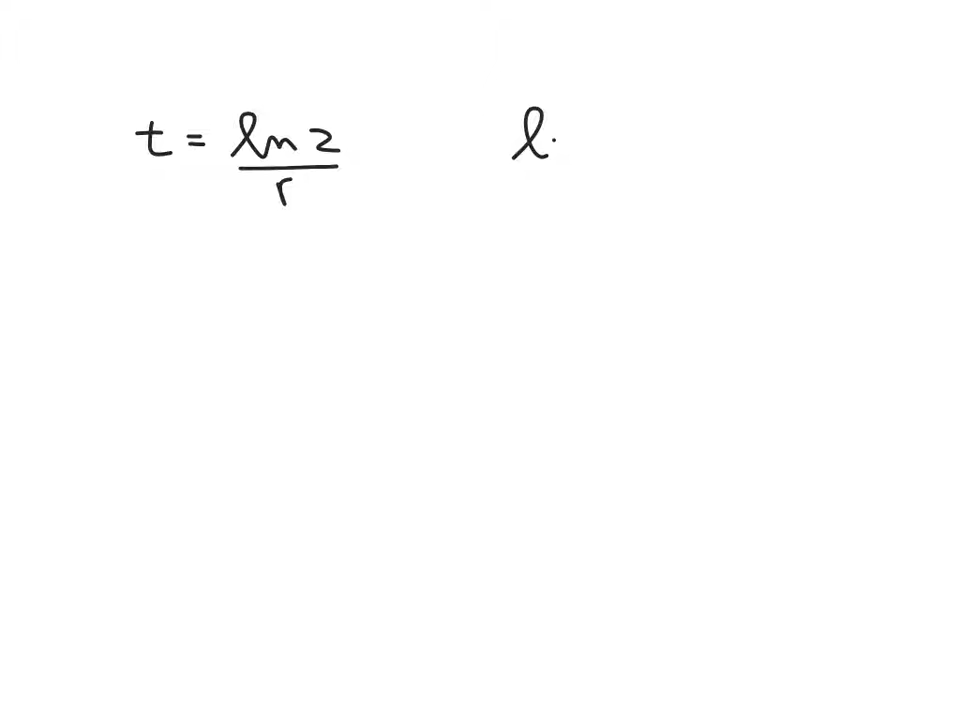 t = ln 2 / r l